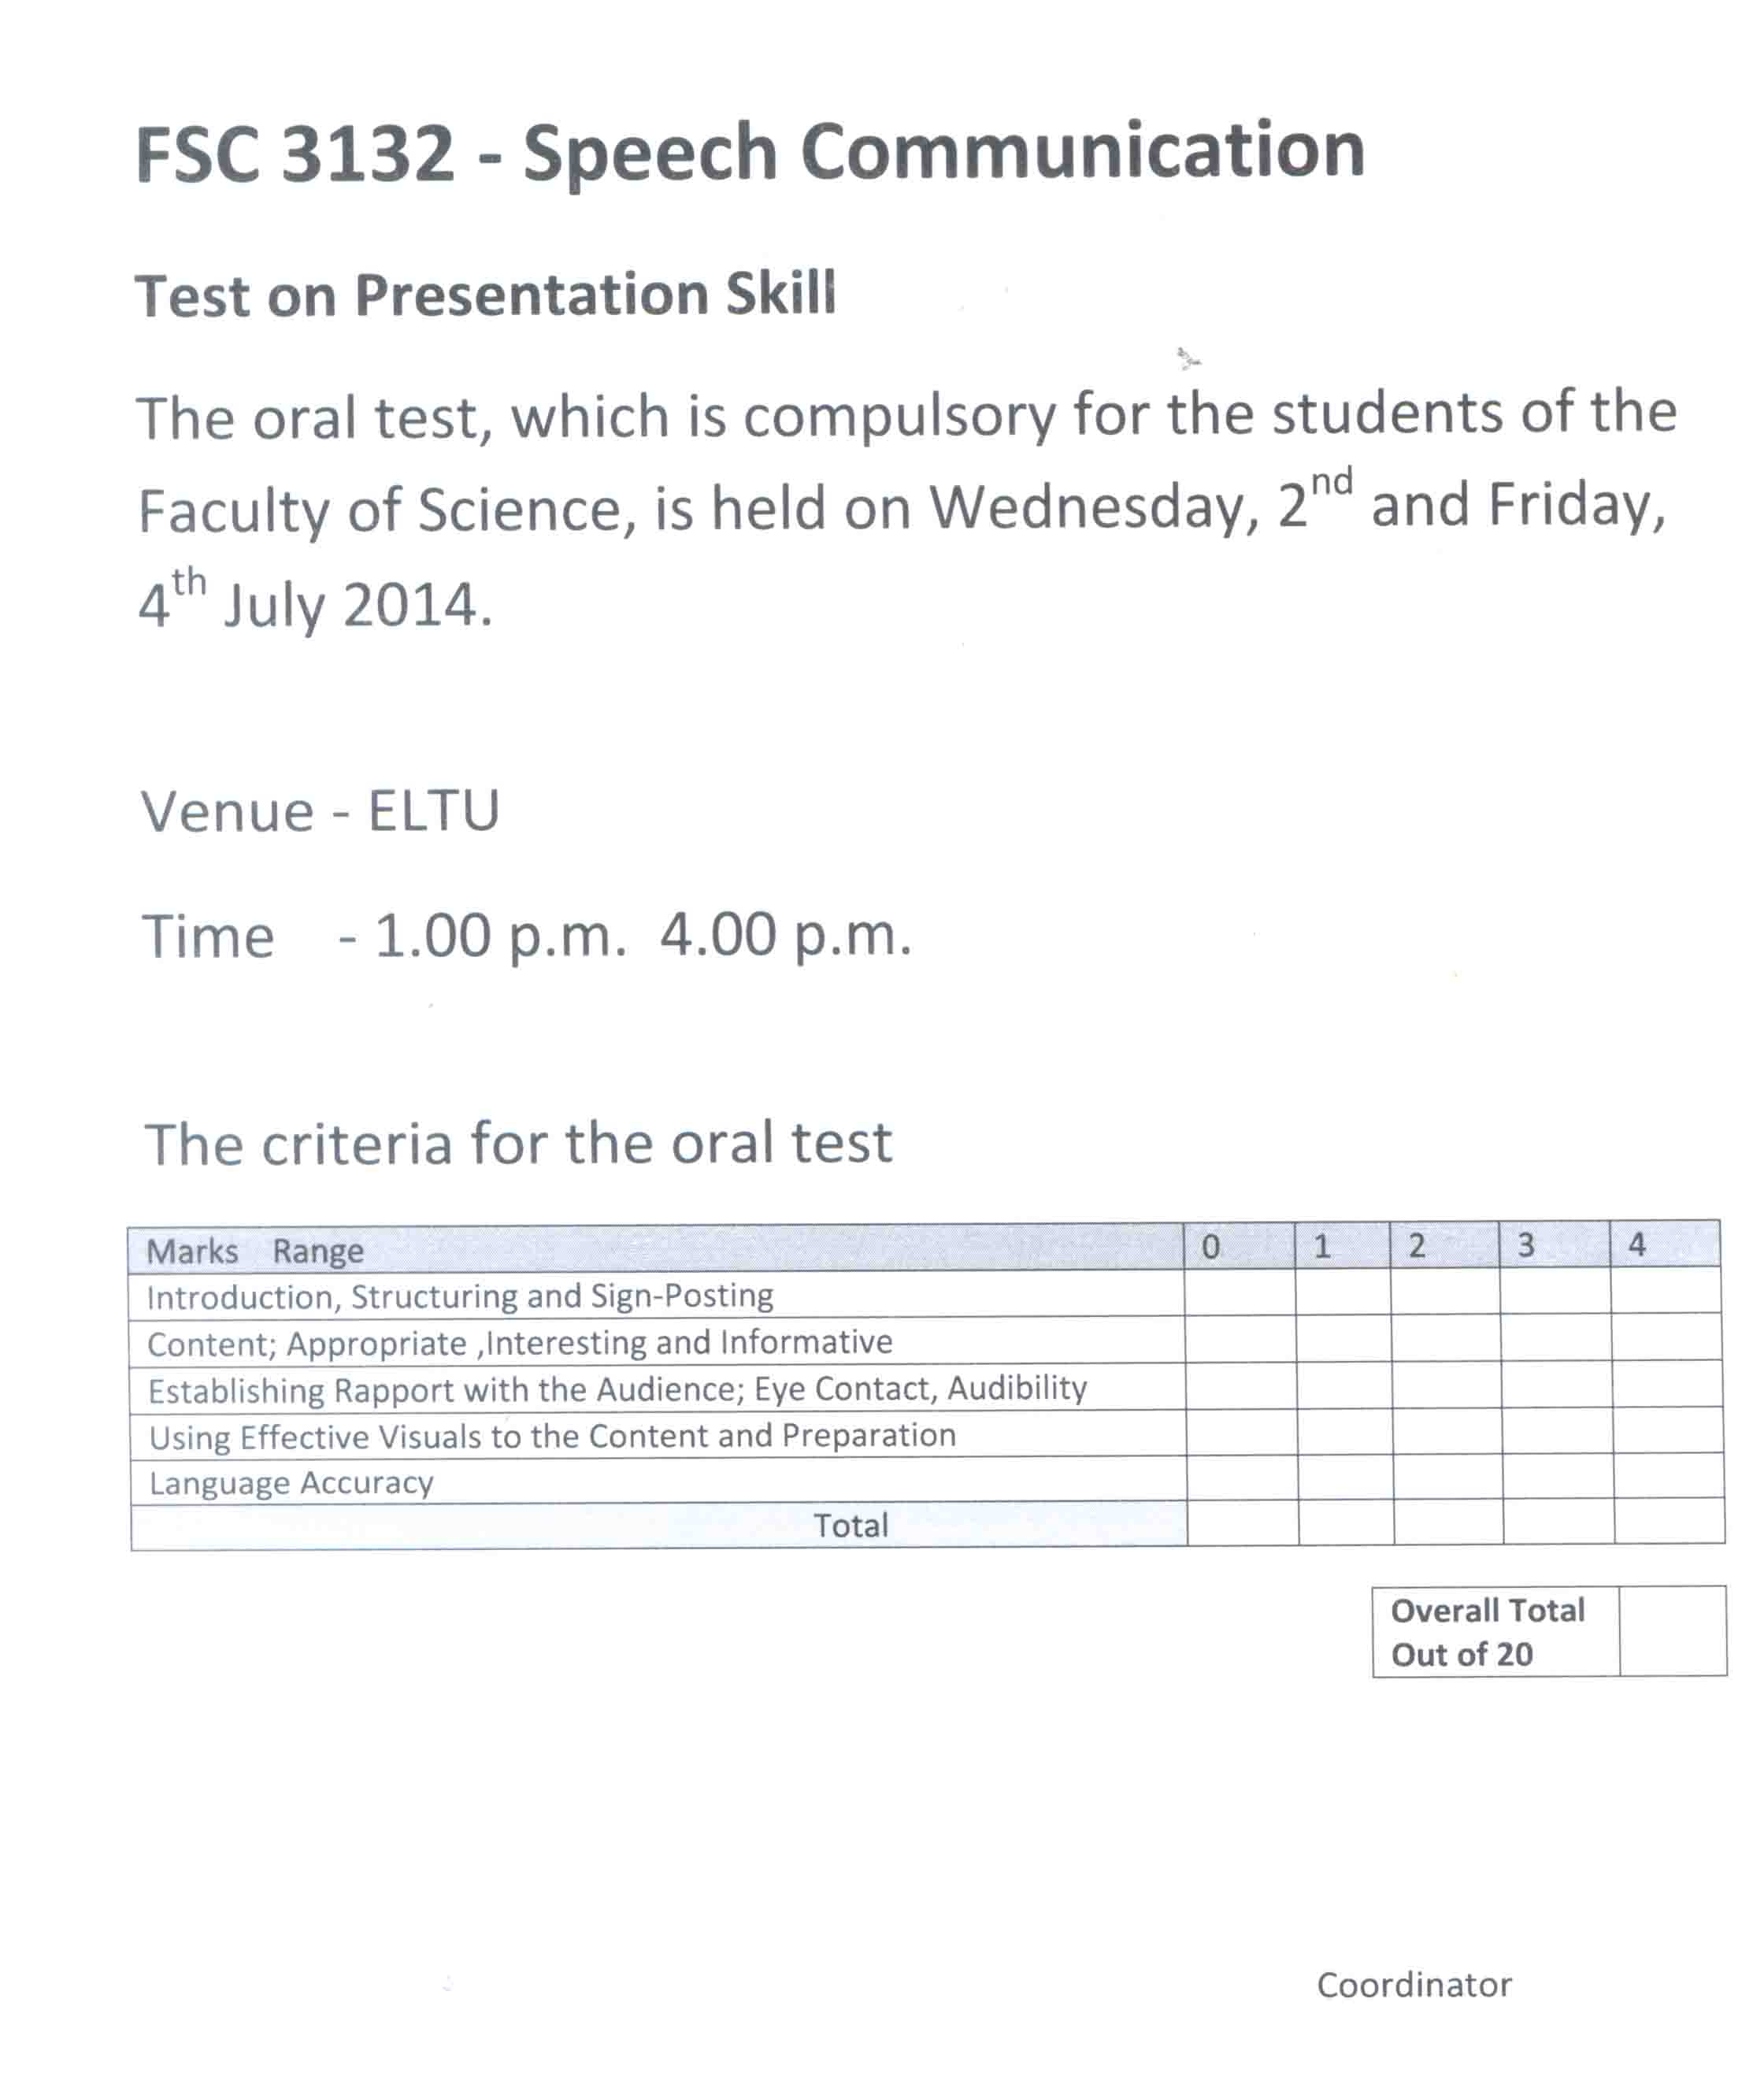 FSC 3132 - Speech Communication
Test on Presentation Skill
The oral test, which is compulsory for the students of the
Faculty of Science, is held on Wednesday, 2nd and Friday,
4th July 2014.
Venue - ELTU
Time - 1.00 p.m. 4.00 p.m.
The criteria for the oral test
Marks Range 0 1 2 3 4
Introduction, Structuring and Sign-Posting
Content; Appropriate ,Interesting and Informative
Establishing Rapport with the Audience; Eye Contact, Audibility
Using Effective Visuals to the Content and Preparation
Language Accuracy
Total
Overall Total
Out of 20
Coordinator